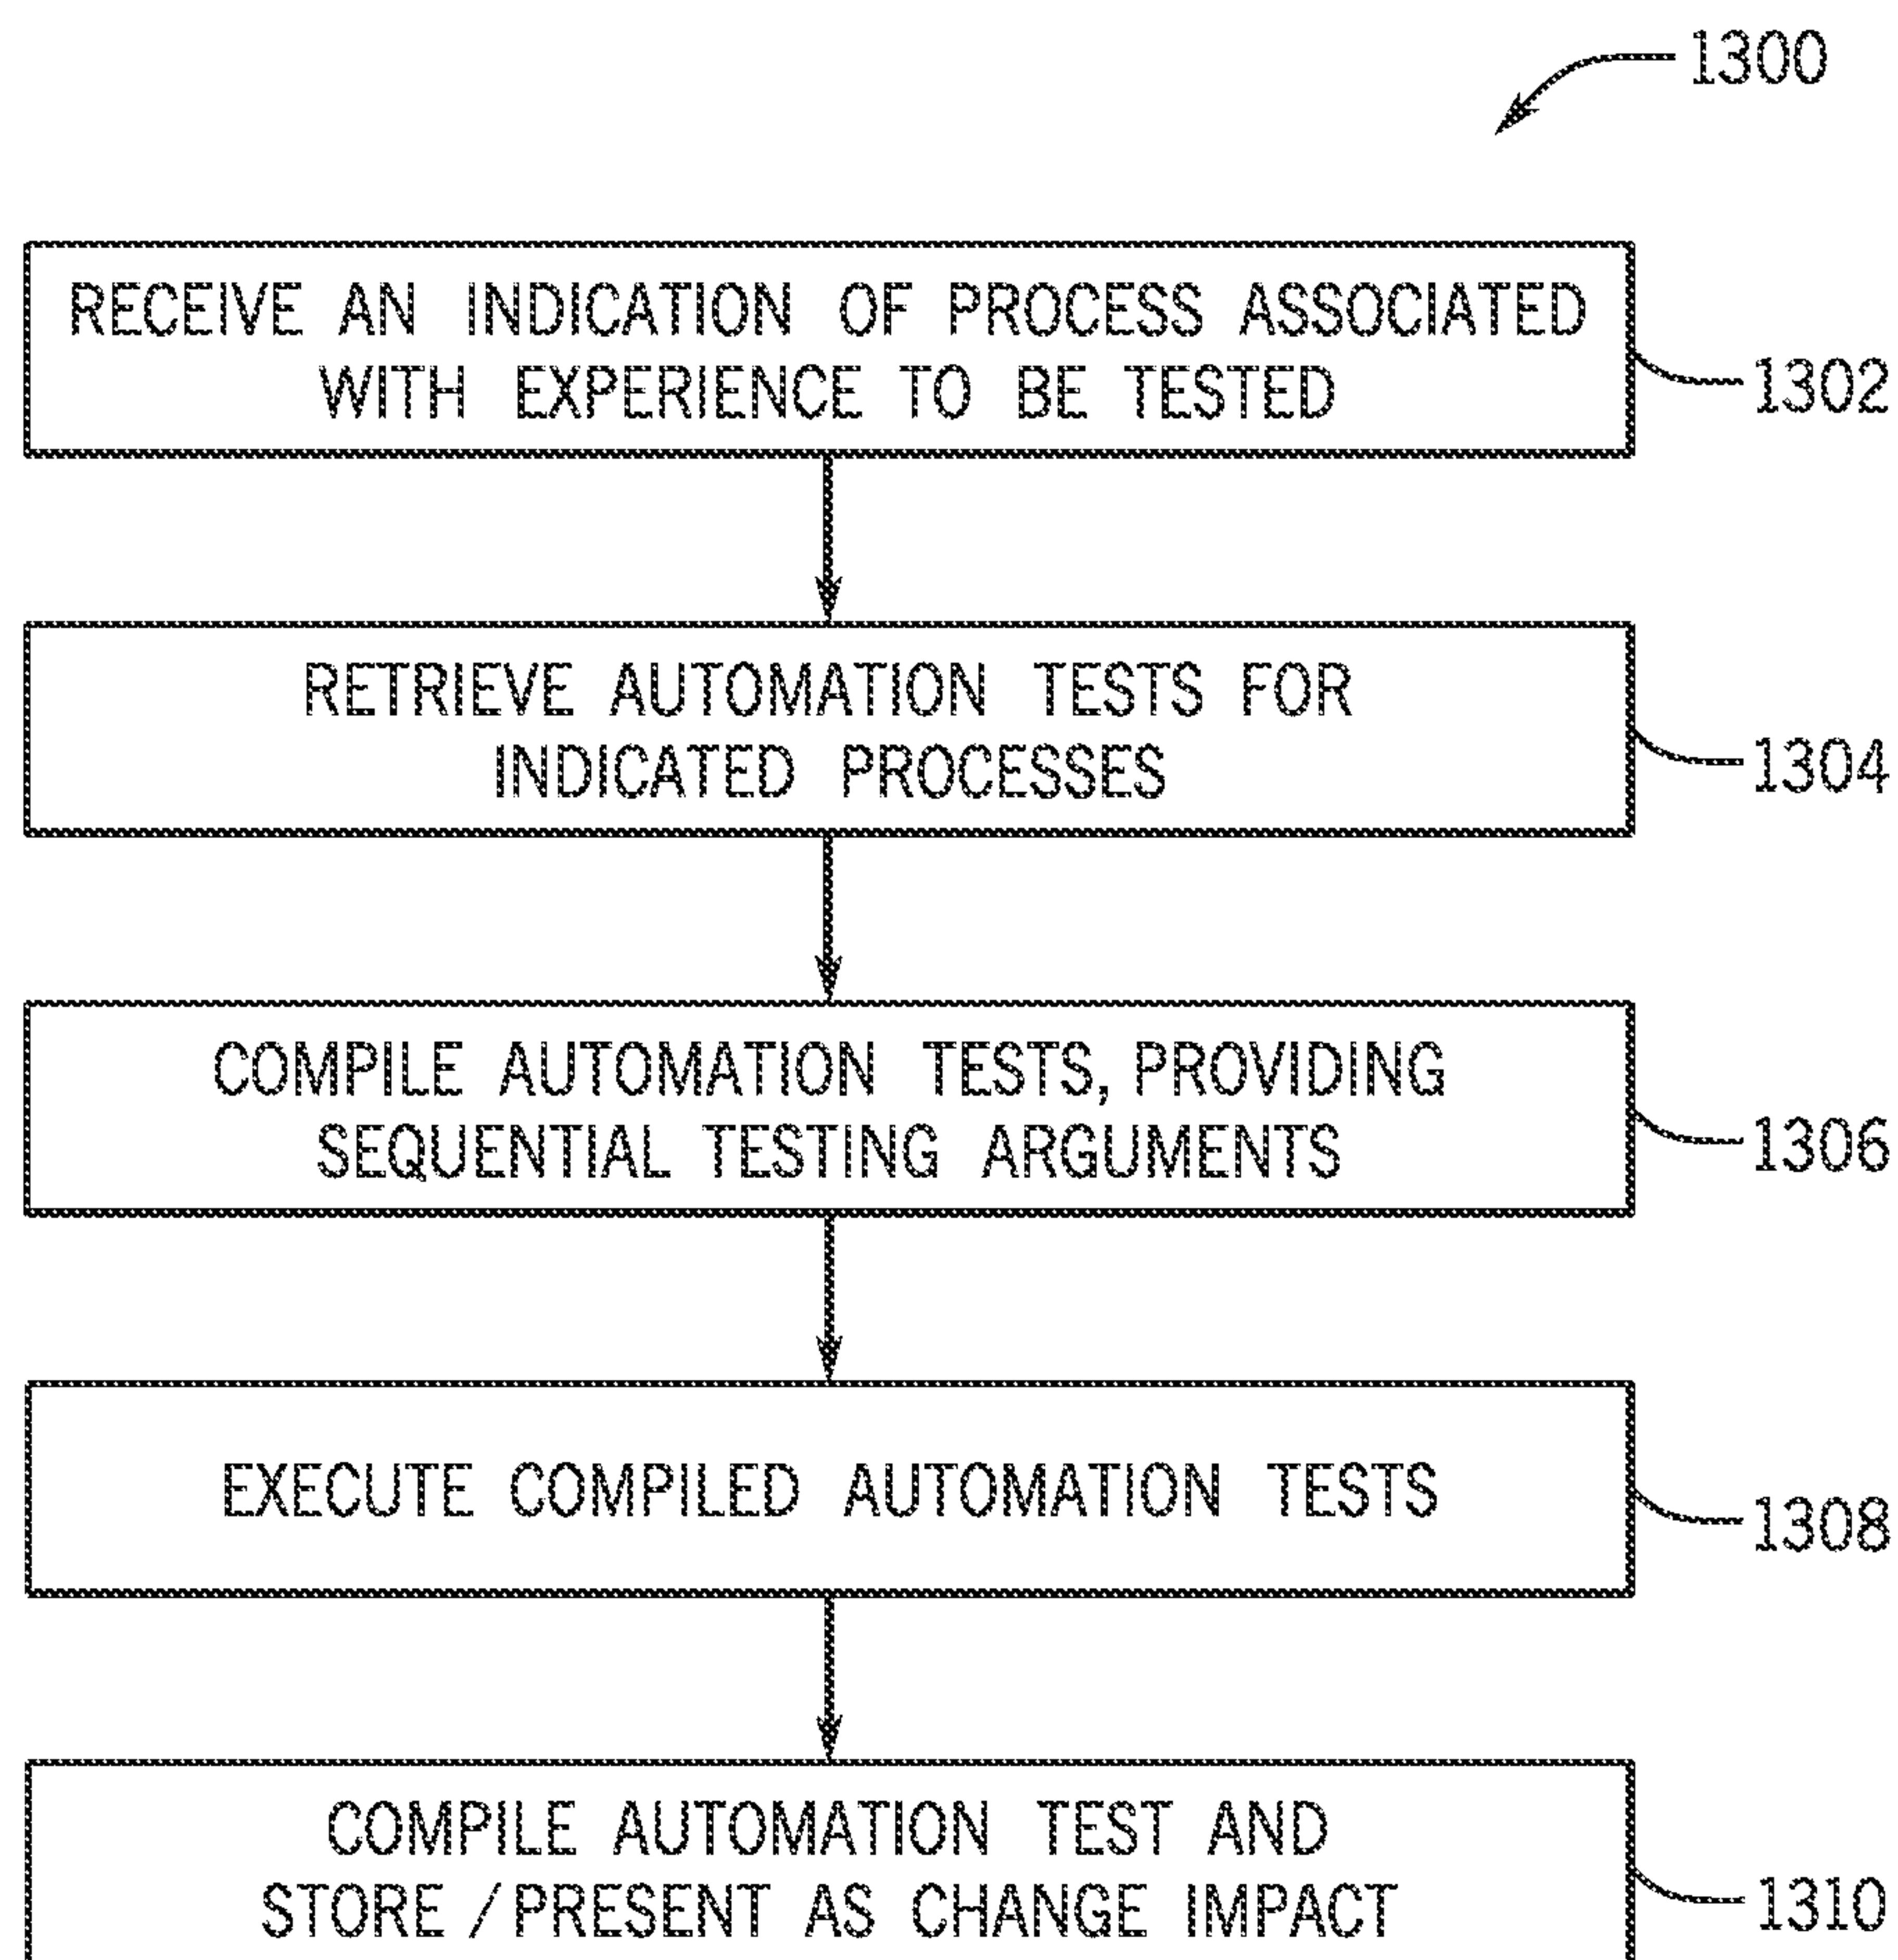 1300
RECEIVE AN INDICATION OF PROCESS ASSOCIATED
WITH EXPERIENCE TO BE TESTED
1302
RETRIEVE AUTOMATION TESTS FOR
INDICATED PROCESSES
1304
COMPILE AUTOMATION TESTS, PROVIDING
SEQUENTIAL TESTING ARGUMENTS
1306
EXECUTE COMPILED AUTOMATION TESTS
1308
COMPILE AUTOMATION TEST AND
STORE / PRESENT AS CHANGE IMPACT
1310